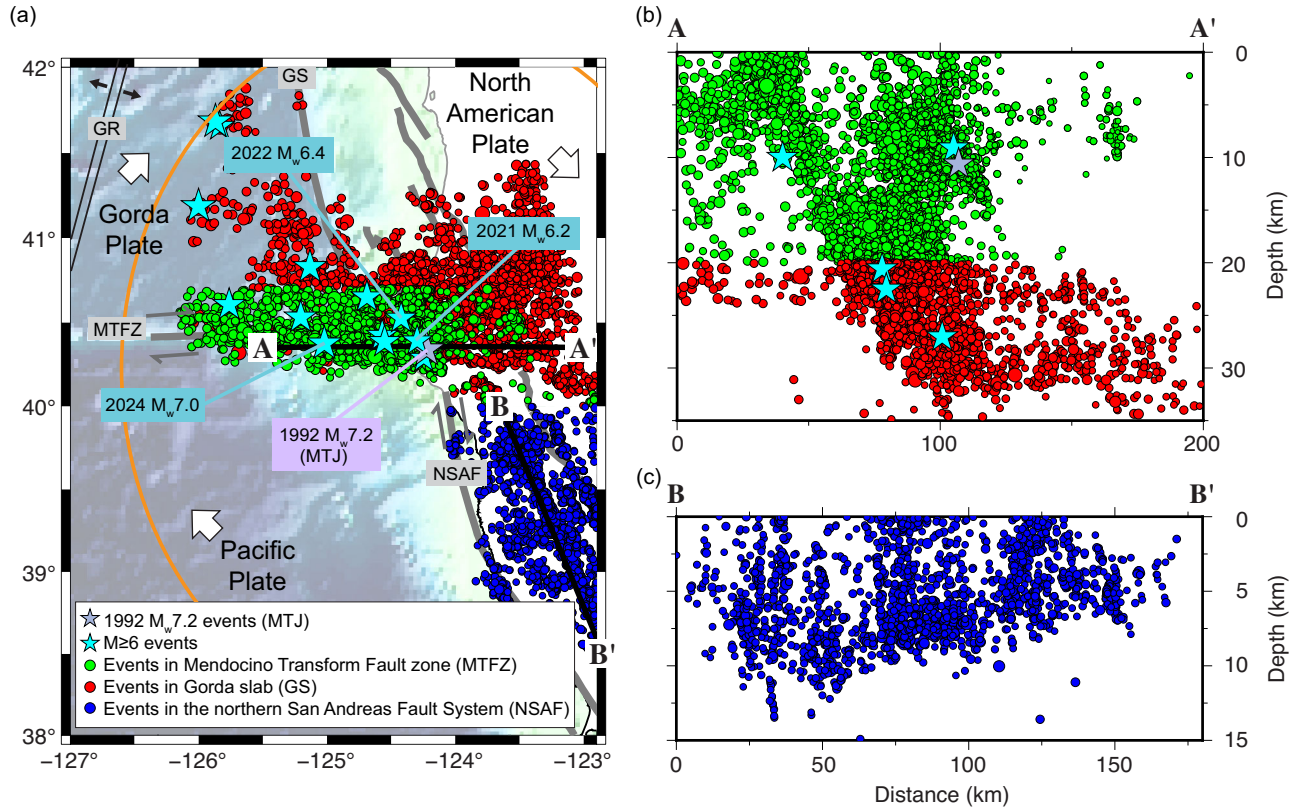 (a)
42°
41°
40°
39°
38°
−127°
−126°
−125°
−124°
−123°
GR
GS
North
American
Plate
2022 Mw6.4
Gorda
Plate
2021 Mw6.2
MTFZ
A
A'
2024 Mw7.0
B
1992 Mw7.2
(MTJ)
NSAF
Pacific
Plate
B'
1992 Mw7.2 events (MTJ)
M≥6 events
Events in Mendocino Transform Fault zone (MTFZ)
Events in Gorda slab (GS)
Events in the northern San Andreas Fault System (NSAF)
(b)
A
A'
0
10
20
30
Depth (km)
0
100
200
(c)
B
B'
0
5
10
15
Depth (km)
0
50
100
150
Distance (km)